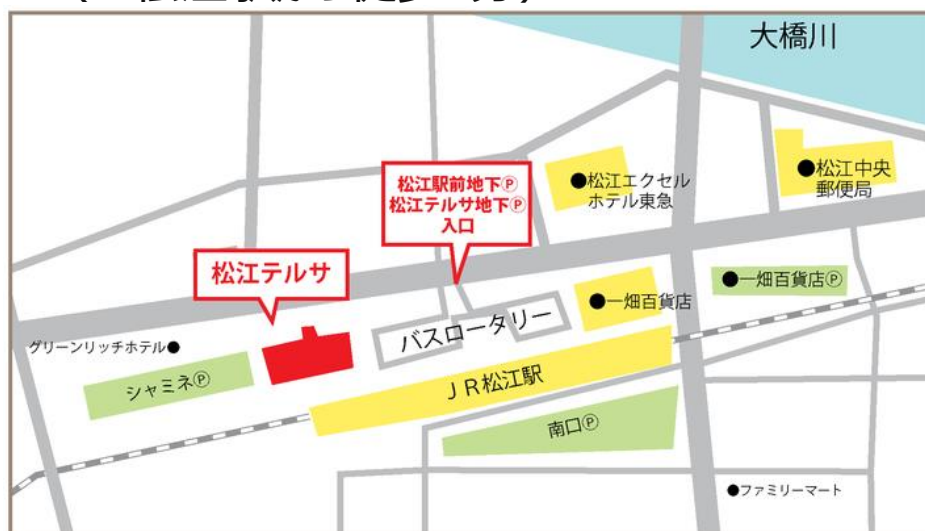 大橋川
松江駅前地下Ⓟ
松江テルサ地下Ⓟ
入口
●松江エクセル
ホテル東急
●松江中央
郵便局
松江テルサ
●一畑百貨店Ⓟ
●一畑百貨店
バスロータリー
グリーンリッチホテル●
シャミネⓅ
ＪＲ松江駅
南口Ⓟ
●ファミリーマート